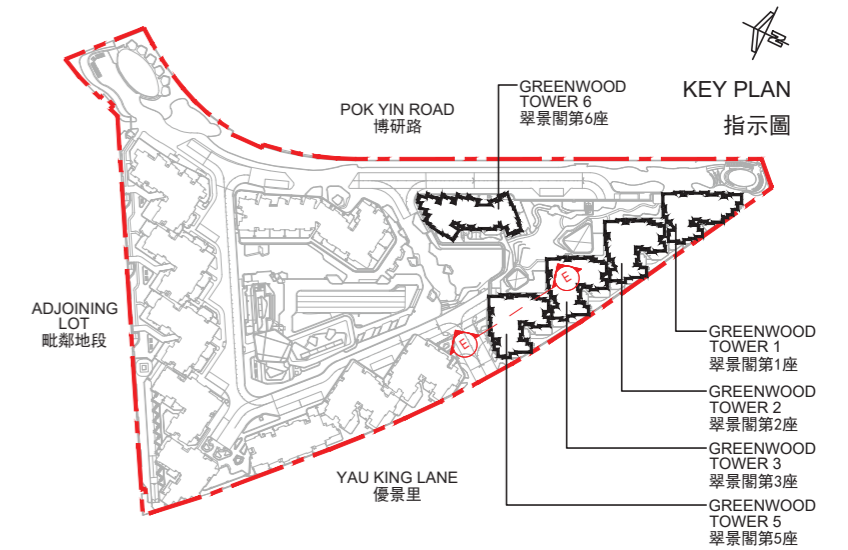 N
KEY PLAN
指示圖
GREENWOOD
TOWER 6
翠景閣第6座
POK YIN ROAD
博研路
ADJOINING
LOT
毗鄰地段
E
E
GREENWOOD
TOWER 1
翠景閣第1座
GREENWOOD
TOWER 2
翠景閣第2座
GREENWOOD
TOWER 3
翠景閣第3座
GREENWOOD
TOWER 5
翠景閣第5座
YAU KING LANE
優景里